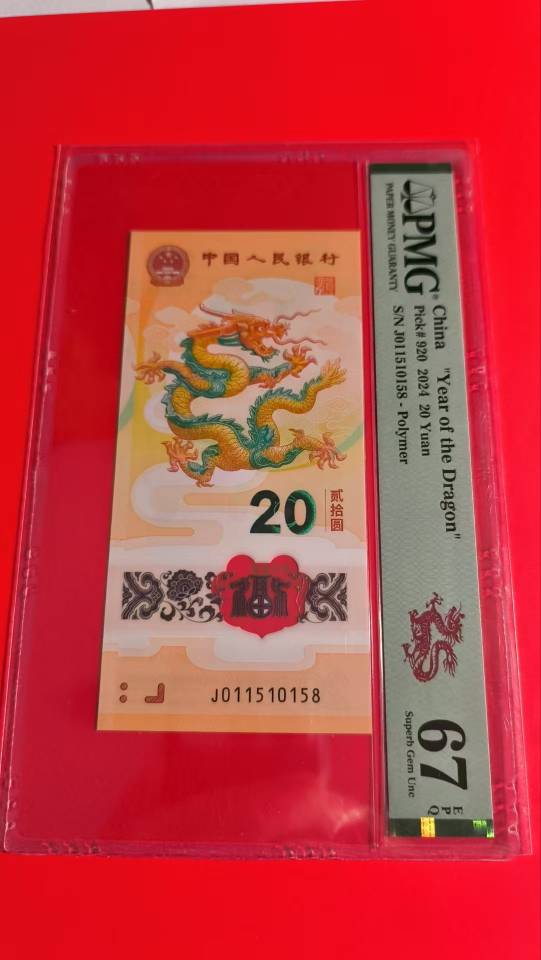 中国人民银行
20
贰拾圆
J011510158
PMG®
PAPER MONEY GUARANTY
China "Year of the Dragon"
Pick# 920 2024 20 Yuan
S/N J011510158 - Polymer
67
EPQ
Superb Gem Unc